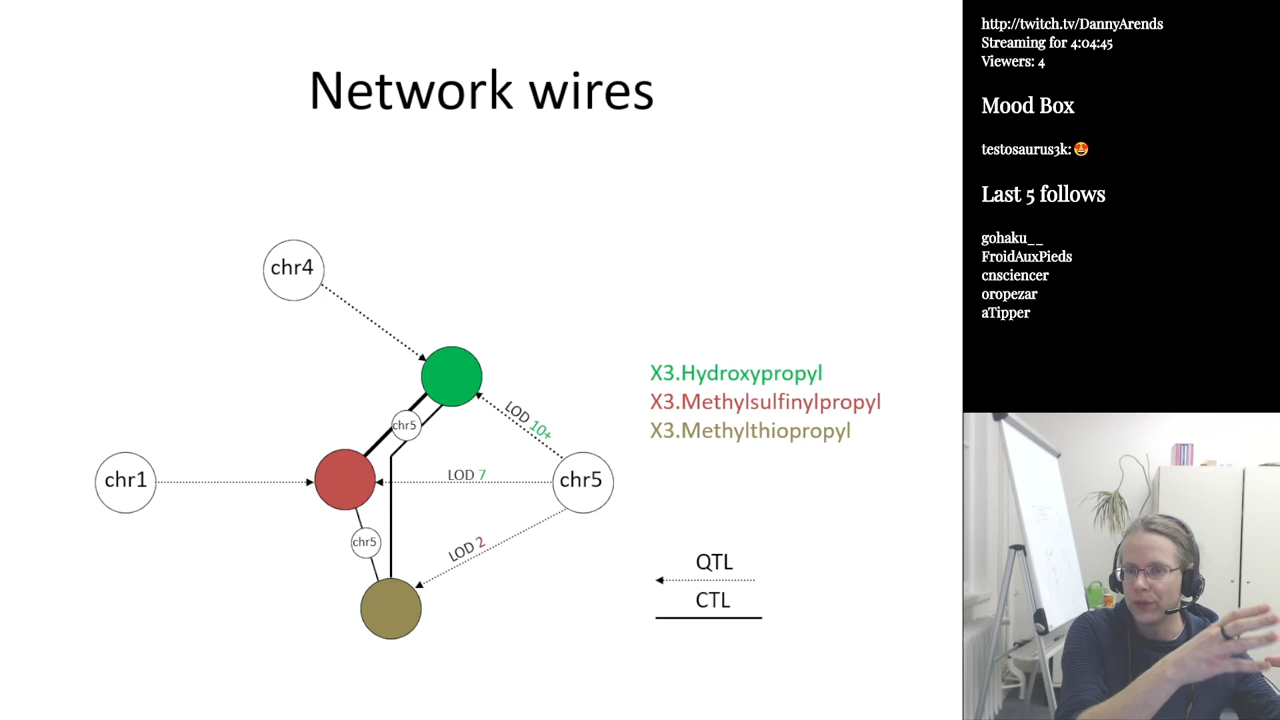 Network wires
chr4
chr5
LOD 10+
X3.Hydroxypropyl
X3.Methylsulfinylpropyl
X3.Methylthiopropyl
chr1
LOD 7
chr5
chr5
LOD 2
QTL
CTL
http://twitch.tv/DannyArends
Streaming for 4:04:45
Viewers: 4
Mood Box
testosaurus3k:🤩
Last 5 follows
gohaku__
FroidAuxPieds
cnsciencer
oropezar
aTipper